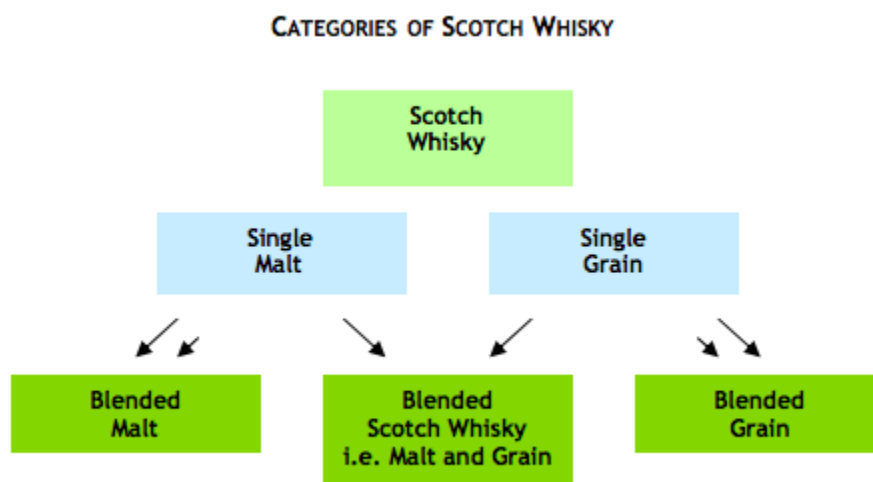 CATEGORIES OF SCOTCH WHISKY
Scotch
Whisky
Single
Malt
Single
Grain
Blended
Malt
Blended
Scotch Whisky
i.e. Malt and Grain
Blended
Grain